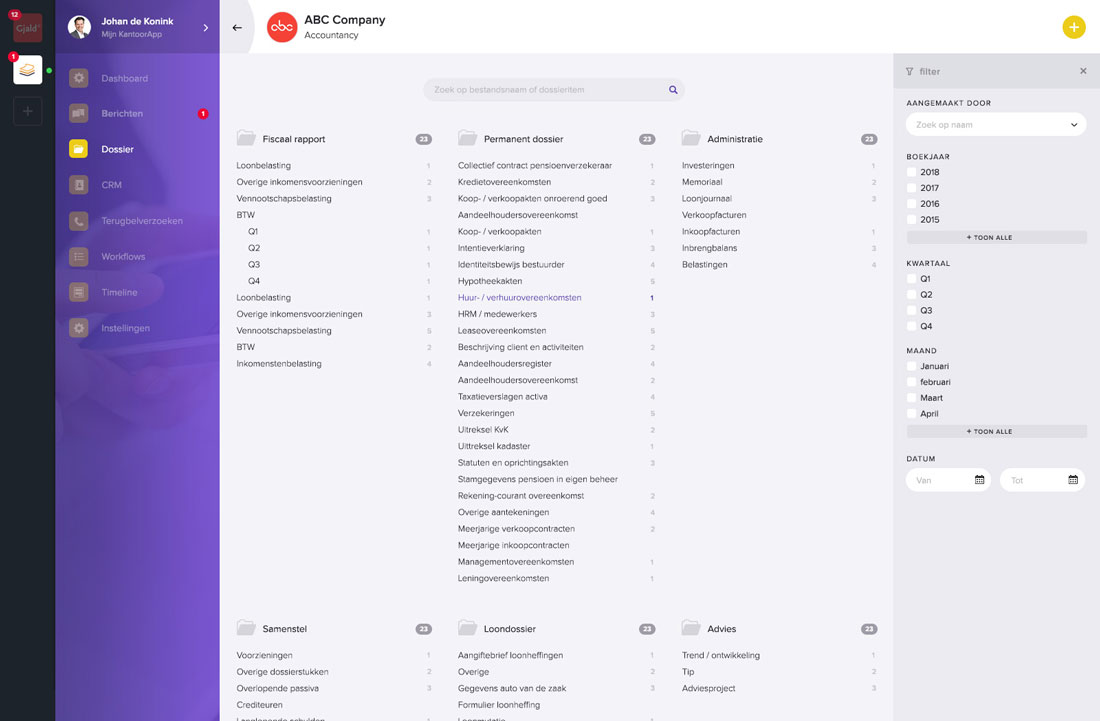 12
Gjald
1
Johan de Konink
Mijn KantoorApp
Dashboard
Berichten 1
Dossier
CRM
Terugbelverzoeken
Workflows
Timeline
Instellingen
abc
ABC Company
Accountancy
Zoek op bestandsnaam of dossieritem
Fiscaal rapport 23
Loonbelasting 1
Overige inkomensvoorzieningen 2
Vennootschapsbelasting 3
BTW
Q1 1
Q2 1
Q3 1
Q4 1
Loonbelasting 1
Overige inkomensvoorzieningen 3
Vennootschapsbelasting 5
BTW 2
Inkomenstenbelasting 4
Permanent dossier 23
Collectief contract pensioenverzekeraar 1
Kredietovereenkomsten 2
Koop- / verkoopakten onroerend goed 3
Aandeelhoudersovereenkomst
Koop- / verkoopakten 1
Intentieverklaring 3
Identiteitsbewijs bestuurder 4
Hypotheekakten 5
Huur- / verhuurovereenkomsten 1
HRM / medewerkers 3
Leaseovereenkomsten 5
Beschrijving client en activiteiten 2
Aandeelhoudersregister 4
Aandeelhoudersovereenkomst 2
Taxatieverslagen activa 4
Verzekeringen 5
Uitreksel KvK 2
Uittreksel kadaster 1
Statuten en oprichtingsakten 3
Stamgegevens pensioen in eigen beheer
Rekening-courant overeenkomst 2
Overige aantekeningen 4
Meerjarige verkoopcontracten 2
Meerjarige inkoopcontracten
Managementovereenkomsten 1
Leningovereenkomsten 1
Administratie 23
Investeringen 1
Memoriaal 2
Loonjournaal 3
Verkoopfacturen
Inkoopfacturen 1
Inbrengbalans 3
Belastingen 4
Samenstel 23
Voorzieningen 1
Overige dossierstukken 2
Overlopende passiva 3
Crediteuren
Langlopende schulden 1
Loondossier 23
Aangiftebrief loonheffingen 1
Overige 2
Gegevens auto van de zaak 3
Formulier loonheffing
Loonmutatie 1
Advies 23
Trend / ontwikkeling 1
Tip 2
Adviesproject 3
filter
AANGEMAAKT DOOR
Zoek op naam
BOEKJAAR
2018
2017
2016
2015
+ TOON ALLE
KWARTAAL
Q1
Q2
Q3
Q4
MAAND
Januari
februari
Maart
April
+ TOON ALLE
DATUM
Van Tot